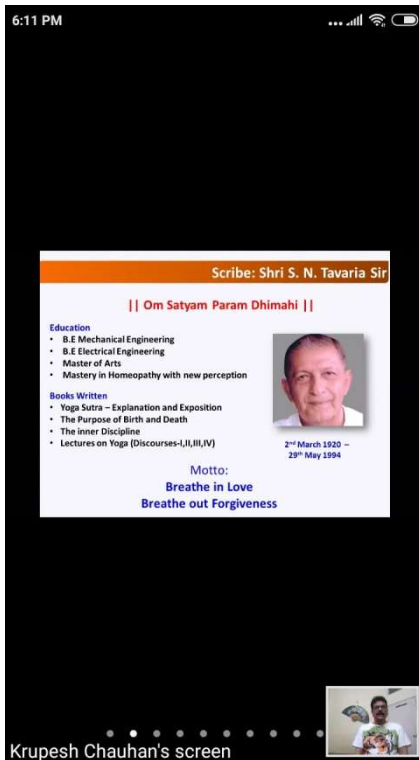 6:11 PM
Scribe: Shri S. N. Tavaria Sir
|| Om Satyam Param Dhimahi ||
Education
• B.E Mechanical Engineering
• B.E Electrical Engineering
• Master of Arts
• Mastery in Homeopathy with new perception
Books Written
• Yoga Sutra – Explanation and Exposition
• The Purpose of Birth and Death
• The inner Discipline
• Lectures on Yoga (Discourses-I,II,III,IV)
2nd March 1920 –
29th May 1994
Motto:
Breathe in Love
Breathe out Forgiveness
Krupesh Chauhan's screen